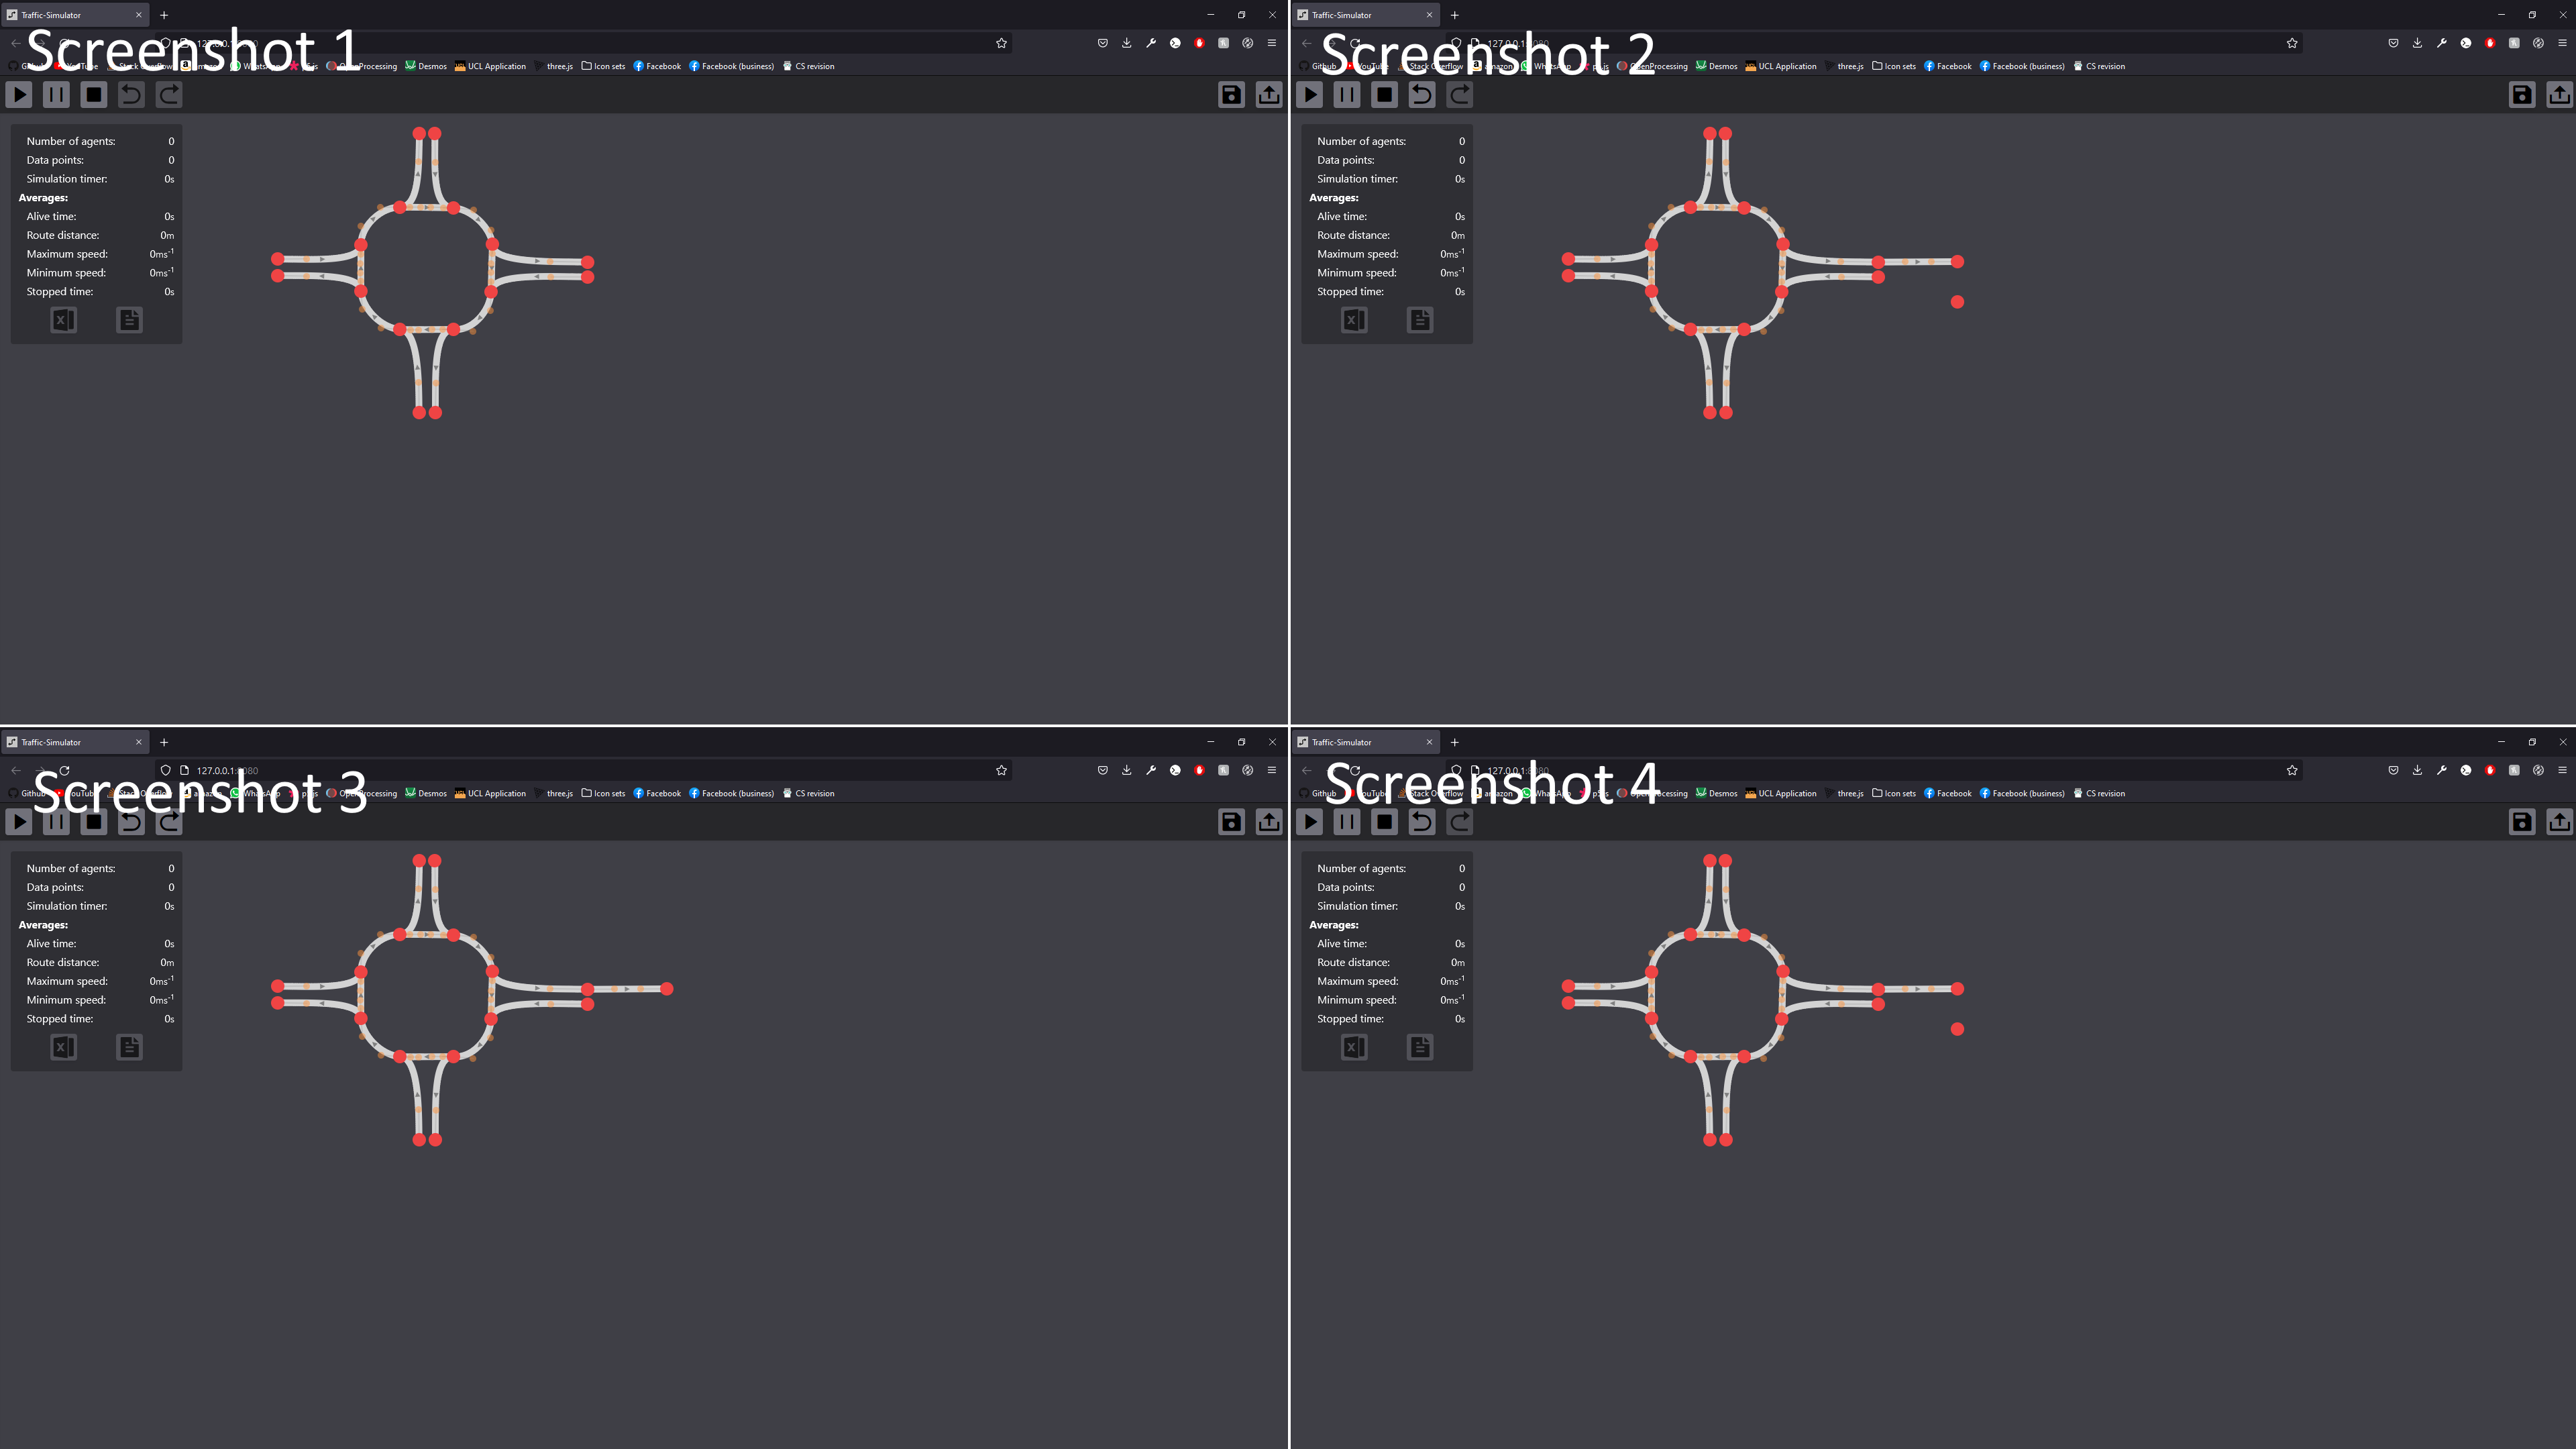 Traffic-Simulator
Screenshot 1
127.0.0.1
Stack Overflow amazon WhatsApp OpenProcessing Desmos UCL Application three.js Icon sets Facebook Facebook (business) CS revision
Number of agents: 0
Data points: 0
Simulation timer: 0s
Averages:
Alive time: 0s
Route distance: 0m
Maximum speed: 0ms-1
Minimum speed: 0ms-1
Stopped time: 0s
Traffic-Simulator
Screenshot 2
127.0.0.1:8080
Github YouTube Stack Overflow amazon WhatsApp p5.js OpenProcessing Desmos UCL Application three.js Icon sets Facebook Facebook (business) CS revision
Number of agents: 0
Data points: 0
Simulation timer: 0s
Averages:
Alive time: 0s
Route distance: 0m
Maximum speed: 0ms-1
Minimum speed: 0ms-1
Stopped time: 0s
Traffic-Simulator
127.0.0.1:8080
Screenshot 3
Github YouTube Stack Overflow amazon WhatsApp p5.js OpenProcessing Desmos UCL Application three.js Icon sets Facebook Facebook (business) CS revision
Number of agents: 0
Data points: 0
Simulation timer: 0s
Averages:
Alive time: 0s
Route distance: 0m
Maximum speed: 0ms-1
Minimum speed: 0ms-1
Stopped time: 0s
Traffic-Simulator
127.0.0.1:8080
Screenshot 4
Github YouTube Stack Overflow amazon WhatsApp p5.js OpenProcessing Desmos UCL Application three.js Icon sets Facebook Facebook (business) CS revision
Number of agents: 0
Data points: 0
Simulation timer: 0s
Averages:
Alive time: 0s
Route distance: 0m
Maximum speed: 0ms-1
Minimum speed: 0ms-1
Stopped time: 0s